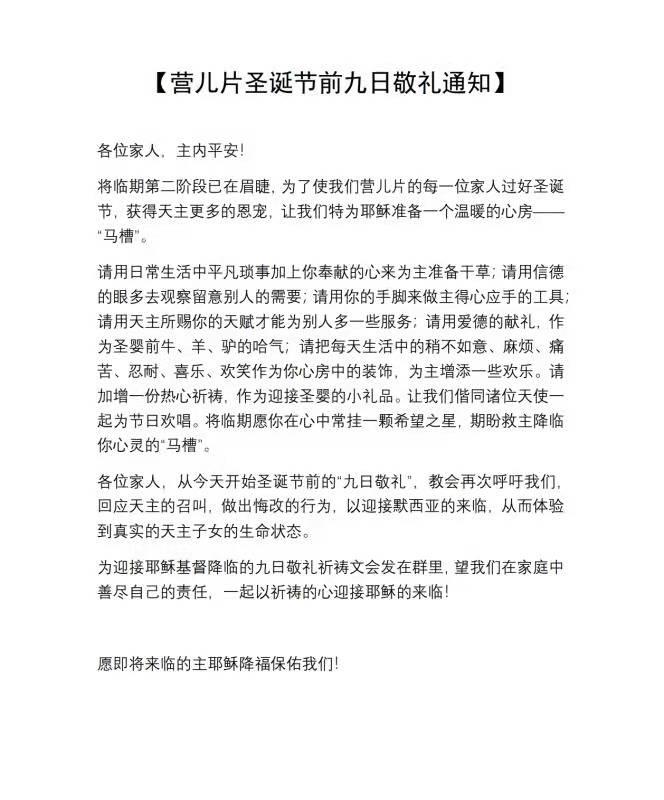 【营儿片圣诞节前九日敬礼通知】
各位家人，主内平安！
将临期第二阶段已在眉睫，为了使我们营儿片的每一位家人过好圣诞
节，获得天主更多的恩宠，让我们特为耶稣准备一个温暖的心房——
“马槽”。
请用日常生活中平凡琐事加上你奉献的心来为主准备干草；请用信德
的眼多去观察留意别人的需要；请用你的手脚来做主得心应手的工具；
请用天主所赐你的天赋才能为别人多一些服务；请用爱德的献礼，作
为圣婴前牛、羊、驴的哈气；请把每天生活中的稍不如意、麻烦、痛
苦、忍耐、喜乐、欢笑作为你心房中的装饰，为主增添一些欢乐。请
加增一份热心祈祷，作为迎接圣婴的小礼品。让我们偕同诸位天使一
起为节日欢唱。将临期愿你在心中常挂一颗希望之星，期盼救主降临
你心灵的“马槽”。
各位家人，从今天开始圣诞节前的“九日敬礼”，教会再次呼吁我们，
回应天主的召叫，做出悔改的行为，以迎接默西亚的来临，从而体验
到真实的天主子女的生命状态。
为迎接耶稣基督降临的九日敬礼祈祷文会发在群里，望我们在家庭中
善尽自己的责任，一起以祈祷的心迎接耶稣的来临！
愿即将来临的主耶稣降福保佑我们！